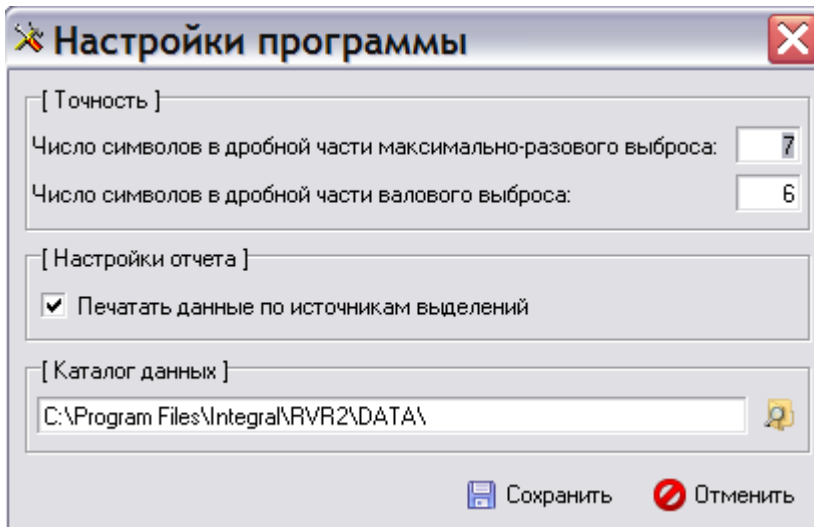 Настройки программы
[ Точность ]
Число символов в дробной части максимально-разового выброса: 7
Число символов в дробной части валового выброса: 6
[ Настройки отчета ]
Печатать данные по источникам выделений
[ Каталог данных ]
C:\Program Files\Integral\RVR2\DATA\
Сохранить Отменить